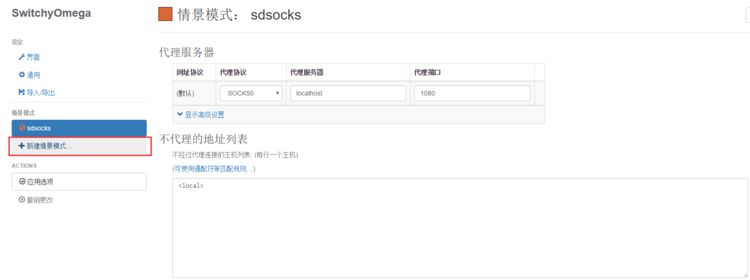 SwitchyOmega
设定
界面
通用
导入/导出
情景模式
sdsocks
新建情景模式...
ACTIONS
应用选项
撤销更改
情景模式： sdsocks
代理服务器
网址协议 代理协议 代理服务器 代理端口
(默认) SOCKS5 localhost 1080
显示高级设置
不代理的地址列表
不经过代理连接的主机列表: (每行一个主机)
(可使用通配符等匹配规则...)
<local>